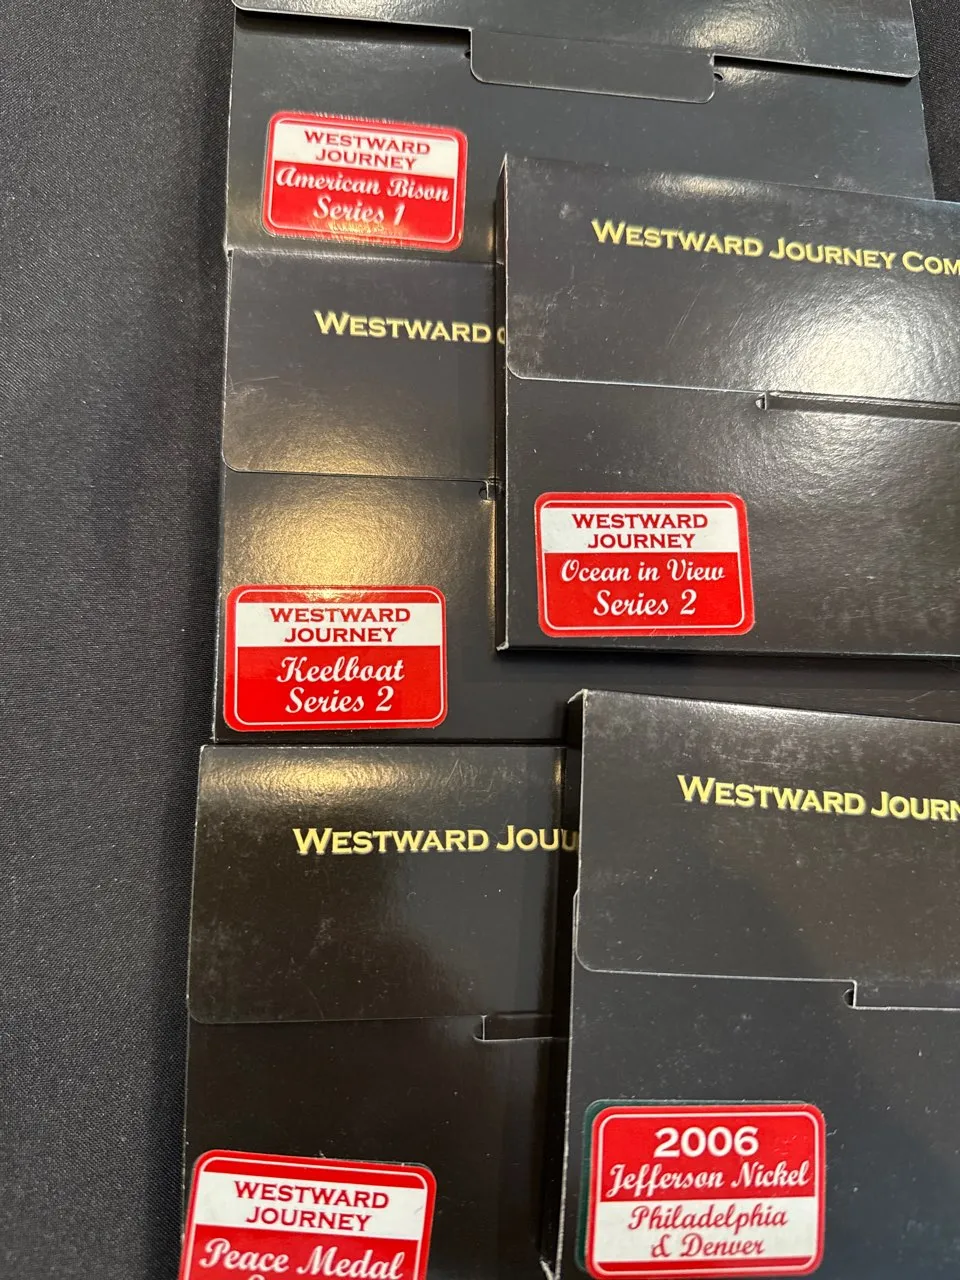 WESTWARD
JOURNEY
American Bison
Series 1
WESTWARD JOURNEY COM
WESTWARD
WESTWARD
JOURNEY
Ocean in View
Series 2
WESTWARD
JOURNEY
Keelboat
Series 2
WESTWARD JOURN
WESTWARD JOU
2006
Jefferson Nickel
Philadelphia
& Denver
WESTWARD
JOURNEY
Peace Medal